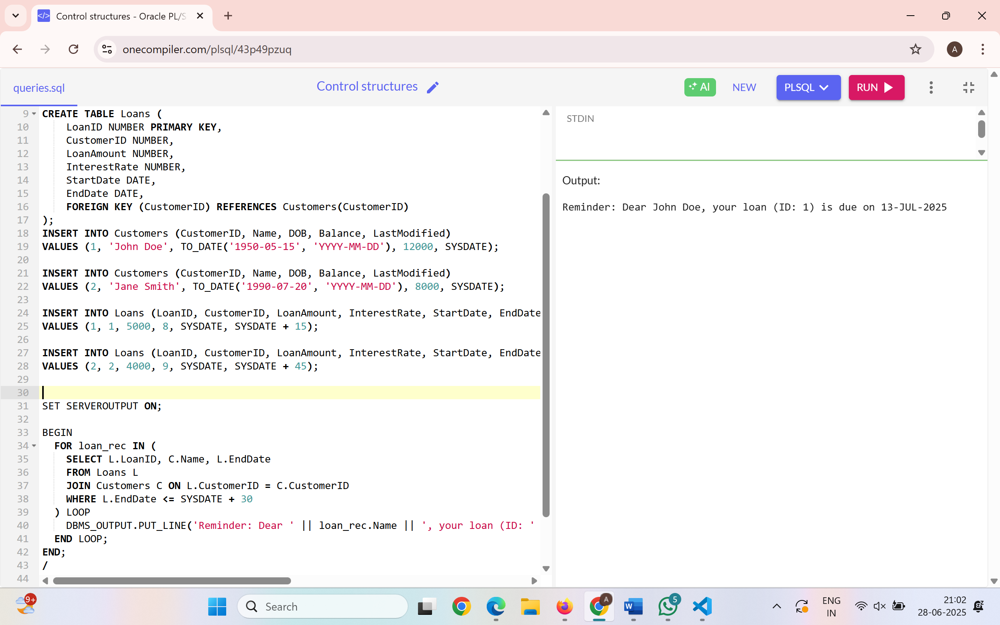 Control structures - Oracle PL/S
onecompiler.com/plsql/43p49pzuq
A
queries.sql
Control structures
AI
NEW
PLSQL
RUN
9 CREATE TABLE Loans (
10 LoanID NUMBER PRIMARY KEY,
11 CustomerID NUMBER,
12 LoanAmount NUMBER,
13 InterestRate NUMBER,
14 StartDate DATE,
15 EndDate DATE,
16 FOREIGN KEY (CustomerID) REFERENCES Customers(CustomerID)
17 );
18 INSERT INTO Customers (CustomerID, Name, DOB, Balance, LastModified)
19 VALUES (1, 'John Doe', TO_DATE('1950-05-15', 'YYYY-MM-DD'), 12000, SYSDATE);
20
21 INSERT INTO Customers (CustomerID, Name, DOB, Balance, LastModified)
22 VALUES (2, 'Jane Smith', TO_DATE('1990-07-20', 'YYYY-MM-DD'), 8000, SYSDATE);
23
24 INSERT INTO Loans (LoanID, CustomerID, LoanAmount, InterestRate, StartDate, EndDate
25 VALUES (1, 1, 5000, 8, SYSDATE, SYSDATE + 15);
26
27 INSERT INTO Loans (LoanID, CustomerID, LoanAmount, InterestRate, StartDate, EndDate
28 VALUES (2, 2, 4000, 9, SYSDATE, SYSDATE + 45);
29
30
31 SET SERVEROUTPUT ON;
32
33 BEGIN
34 FOR loan_rec IN (
35 SELECT L.LoanID, C.Name, L.EndDate
36 FROM Loans L
37 JOIN Customers C ON L.CustomerID = C.CustomerID
38 WHERE L.EndDate <= SYSDATE + 30
39 ) LOOP
40 DBMS_OUTPUT.PUT_LINE('Reminder: Dear ' || loan_rec.Name || ', your loan (ID: '
41 END LOOP;
42 END;
43 /
44
STDIN
Output:
Reminder: Dear John Doe, your loan (ID: 1) is due on 13-JUL-2025
9+
Search
A
W
5
ENG
IN
21:02
28-06-2025